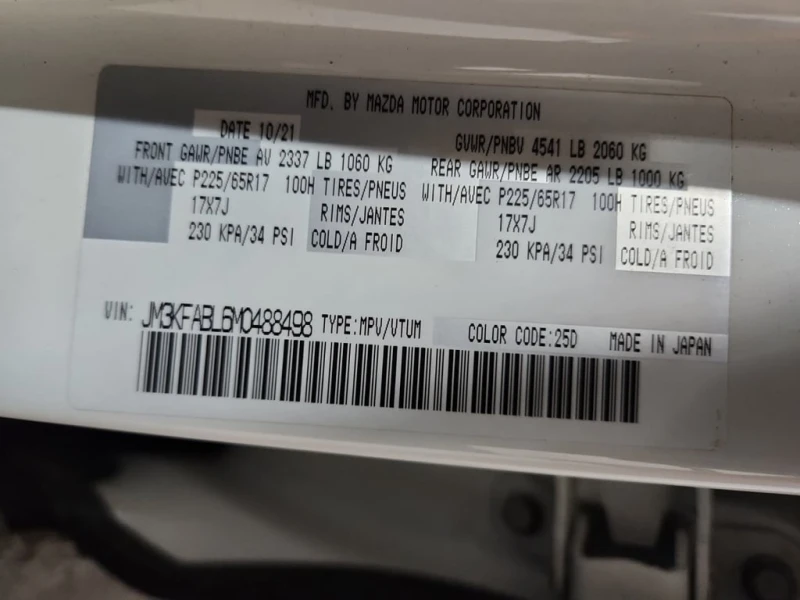 MFD. BY MAZDA MOTOR CORPORATION
DATE 10/21 GVWR/PNBV 4541 LB 2060 KG
FRONT GAWR/PNBE AV 2337 LB 1060 KG REAR GAWR/PNBE AR 2205 LB 1000 KG
WITH/AVEC P225/65R17 100H TIRES/PNEUS WITH/AVEC P225/65R17 100H TIRES/PNEUS
17X7J RIMS/JANTES 17X7J RIMS/JANTES
230 KPA/34 PSI COLD/A FROID 230 KPA/34 PSI COLD/A FROID
VIN: JM3KFABL6M0488498 TYPE:MPV/VTUM COLOR CODE:25D MADE IN JAPAN